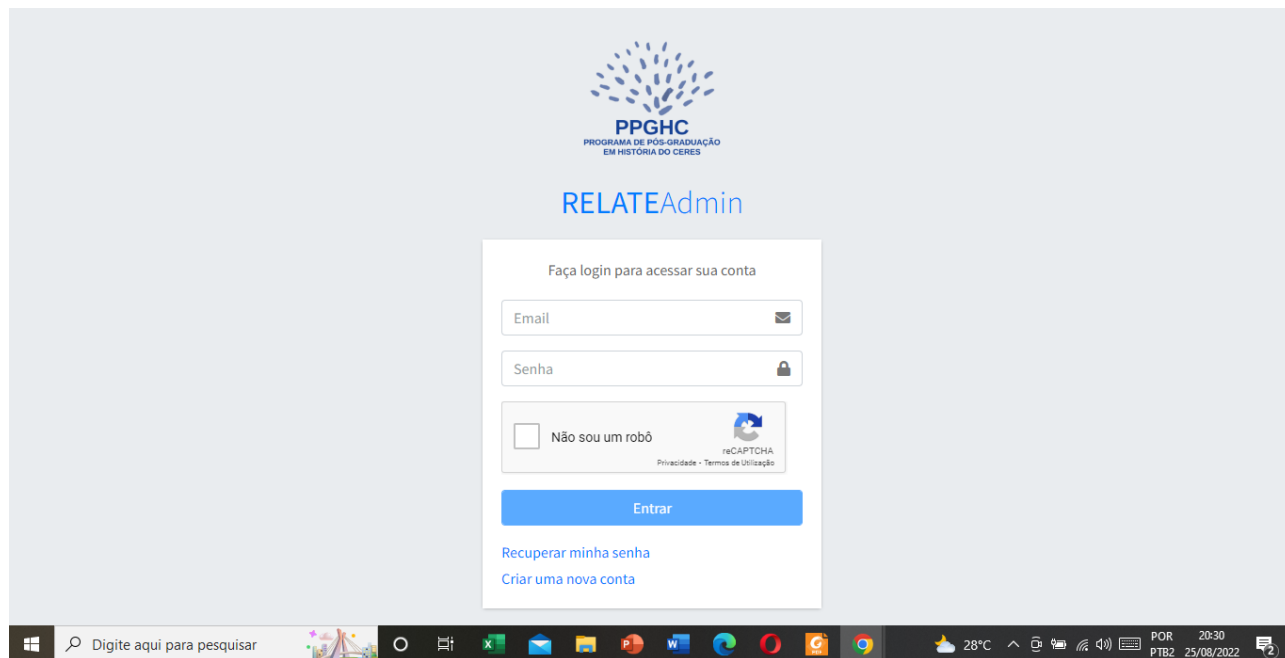 PPGHC
PROGRAMA DE PÓS-GRADUAÇÃO
EM HISTÓRIA DO CERES
RELATEAdmin
Faça login para acessar sua conta
Email
Senha
Não sou um robô
reCAPTCHA
Privacidade - Termos de Utilização
Entrar
Recuperar minha senha
Criar uma nova conta
Digite aqui para pesquisar
28°C
POR
PTB2
20:30
25/08/2022
2